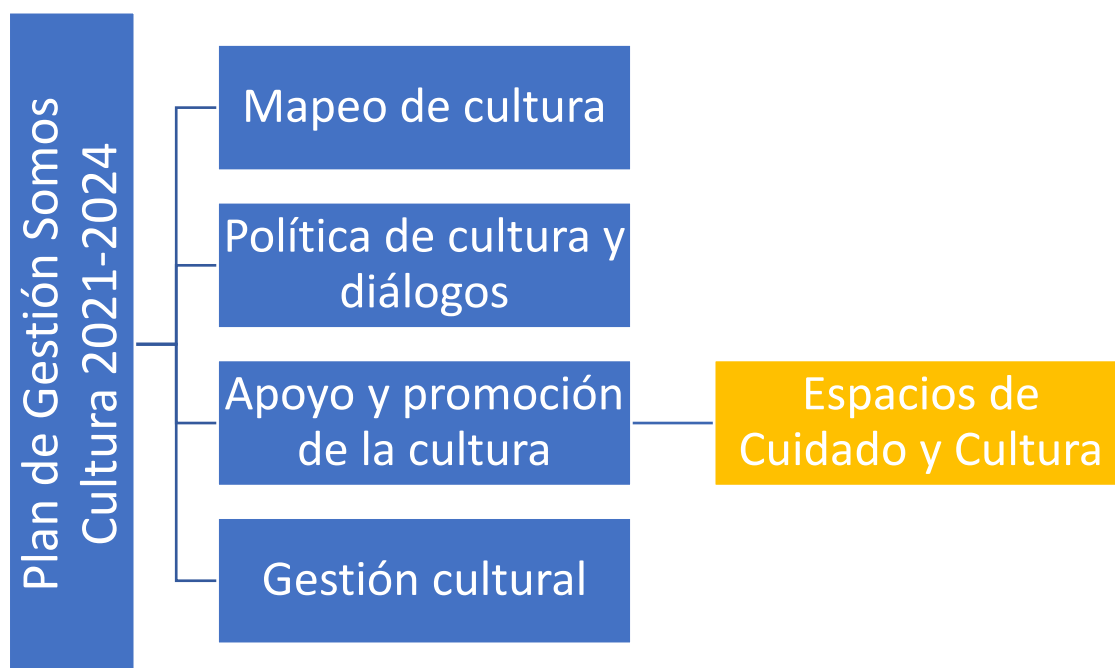 Plan de Gestión Somos
Cultura 2021-2024
Mapeo de cultura
Política de cultura y
diálogos
Apoyo y promoción
de la cultura
Espacios de
Cuidado y Cultura
Gestión cultural